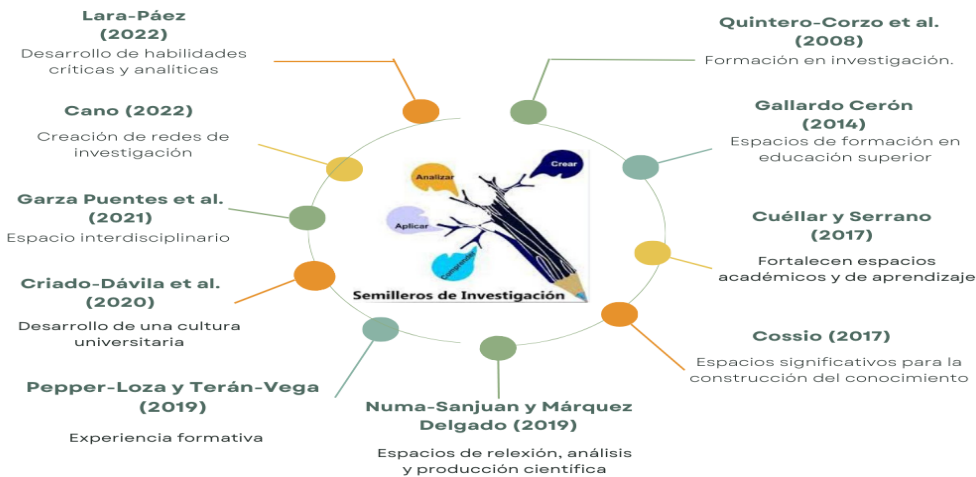 Lara-Páez
(2022)
Desarrollo de habilidades
críticas y analíticas
Cano (2022)
Creación de redes de
investigación
Garza Puentes et al.
(2021)
Espacio interdisciplinario
Criado-Dávila et al.
(2020)
Desarrollo de una cultura
universitaria
Pepper-Loza y Terán-Vega
(2019)
Experiencia formativa
Analizar
Crear
Aplicar
Comprender
Semilleros de Investigación
Numa-Sanjuan y Márquez
Delgado (2019)
Espacios de relexión, análisis
y producción científica
Quintero-Corzo et al.
(2008)
Formación en investigación.
Gallardo Cerón
(2014)
Espacios de formación en
educación superior
Cuéllar y Serrano
(2017)
Fortalecen espacios
académicos y de aprendizaje
Cossio (2017)
Espacios significativos para la
construcción del conocimiento